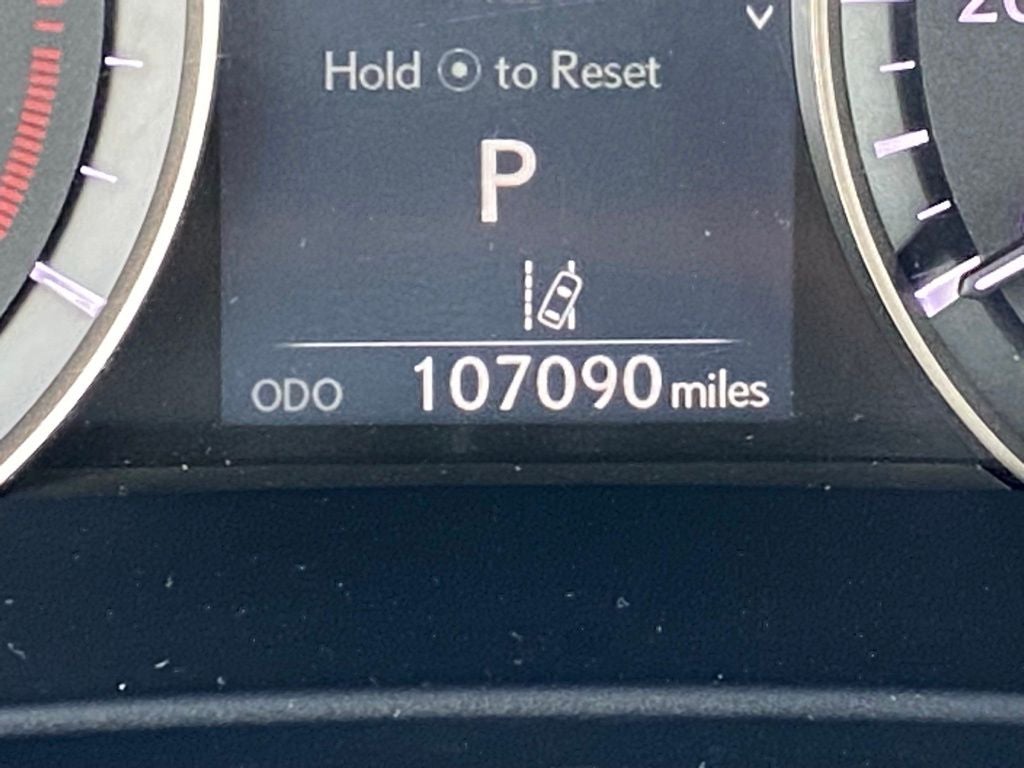 Hold to Reset
P
ODO 107090 miles